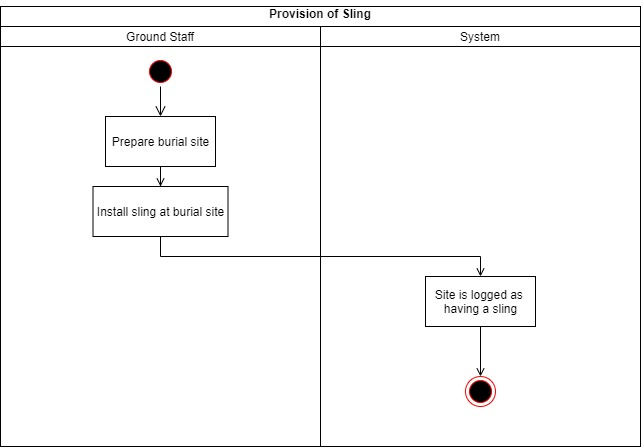 Provision of Sling
Ground Staff
System
Prepare burial site
Install sling at burial site
Site is logged as
having a sling